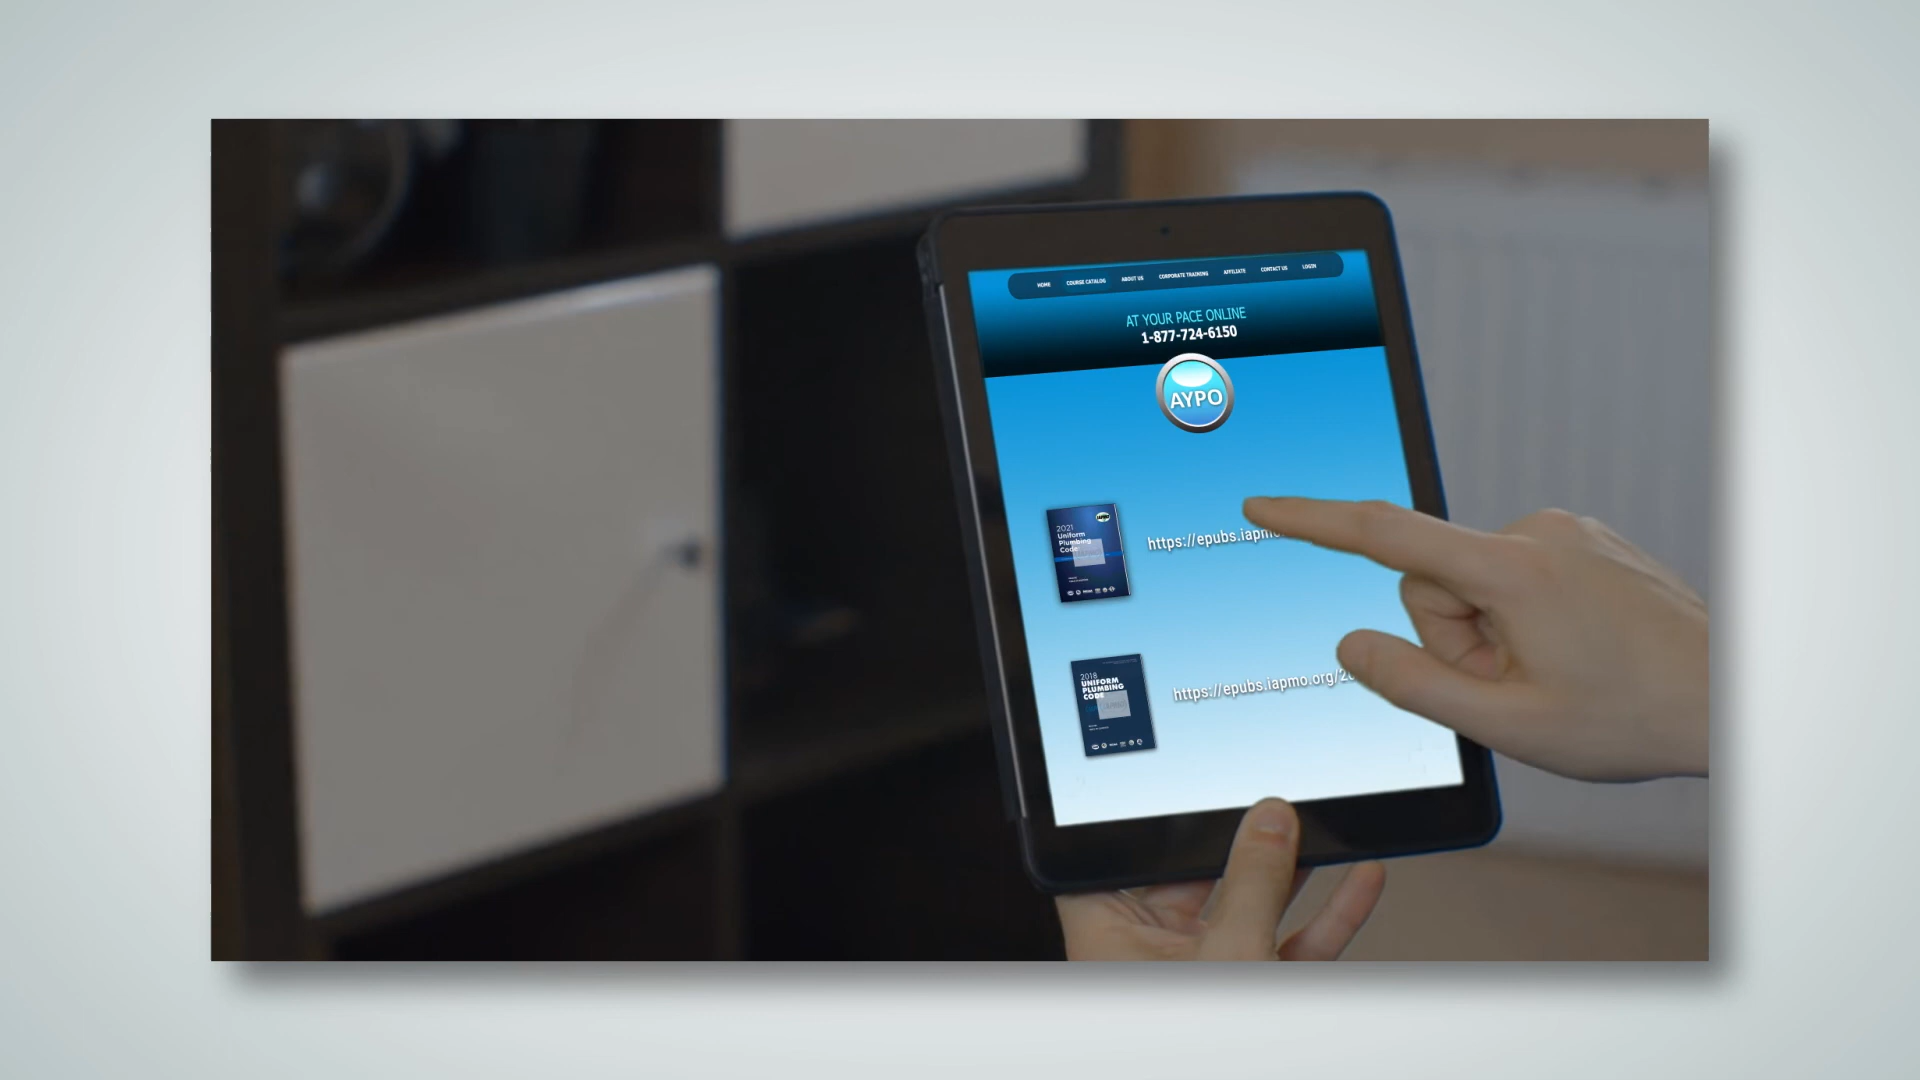 HOME COURSE CATALOG ABOUT US CORPORATE TRAINING AFFILIATE CONTACT US LOGIN
AT YOUR PACE ONLINE
1-877-724-6150
AYPO
2021
Uniform
Plumbing
Code
https://epubs.iapmo
2018
UNIFORM
PLUMBING
CODE
https://epubs.iapmo.org/20